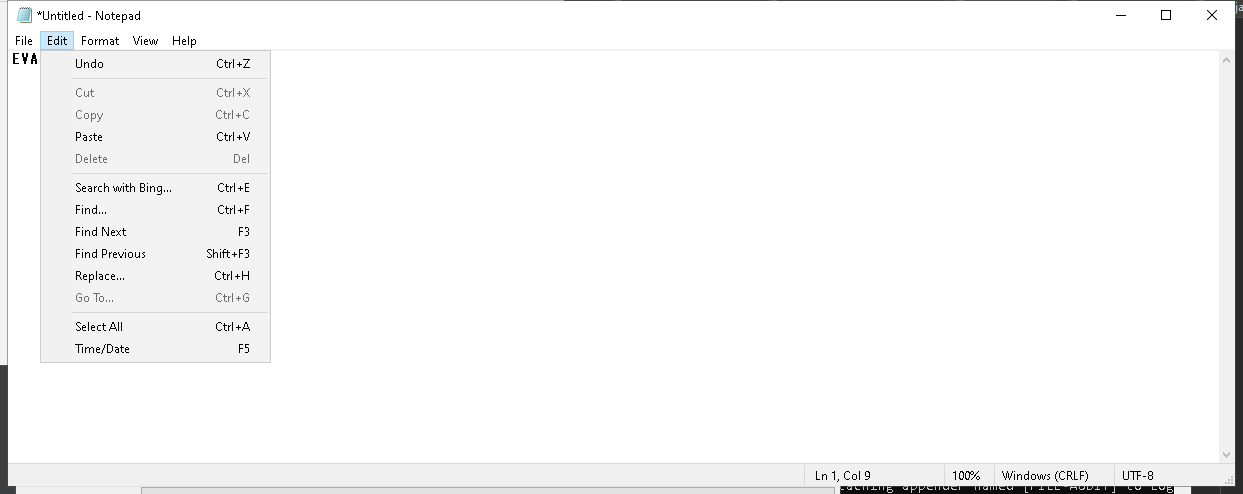 *Untitled - Notepad
File Edit Format View Help
EVA
Undo Ctrl+Z
Cut Ctrl+X
Copy Ctrl+C
Paste Ctrl+V
Delete Del
Search with Bing... Ctrl+E
Find... Ctrl+F
Find Next F3
Find Previous Shift+F3
Replace... Ctrl+H
Go To... Ctrl+G
Select All Ctrl+A
Time/Date F5
Ln 1, Col 9 100% Windows (CRLF) UTF-8
appender named [FILE-AUDIT] to